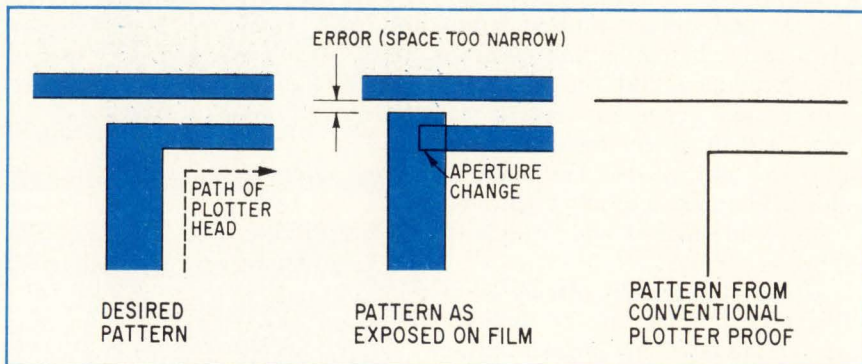 ERROR (SPACE TOO NARROW)
PATH OF
PLOTTER
HEAD
APERTURE
CHANGE
DESIRED
PATTERN
PATTERN AS
EXPOSED ON FILM
PATTERN FROM
CONVENTIONAL
PLOTTER PROOF